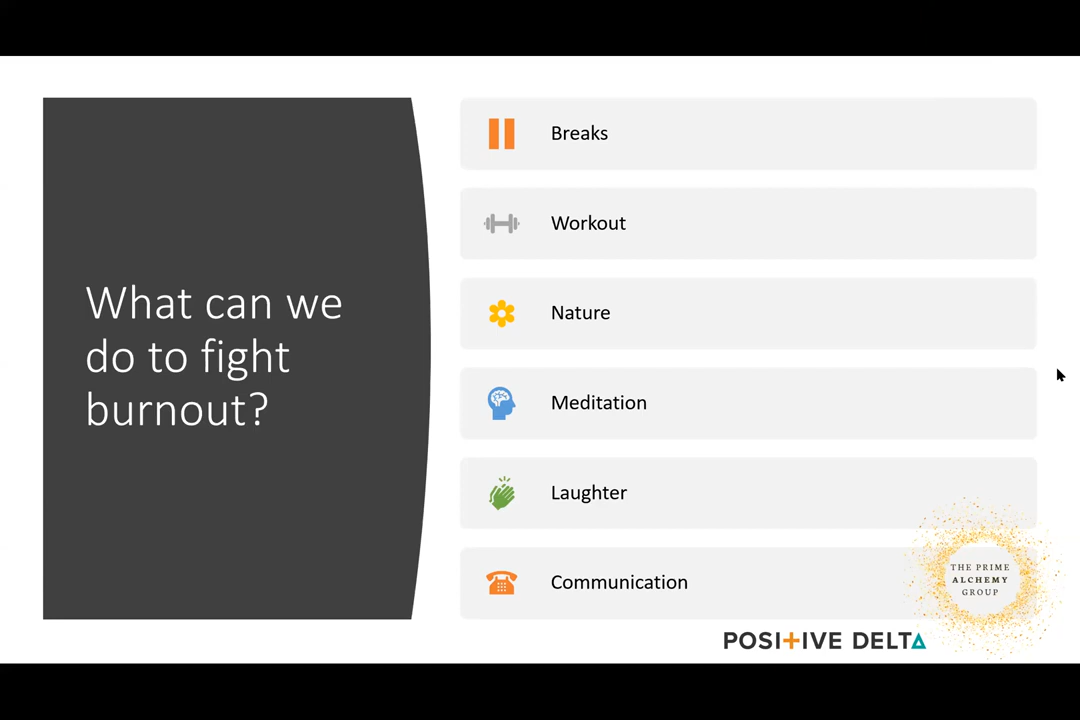 What can we
do to fight
burnout?
Breaks
Workout
Nature
Meditation
Laughter
Communication
THE PRIME
ALCHEMY
GROUP
POSITIVE DELTA